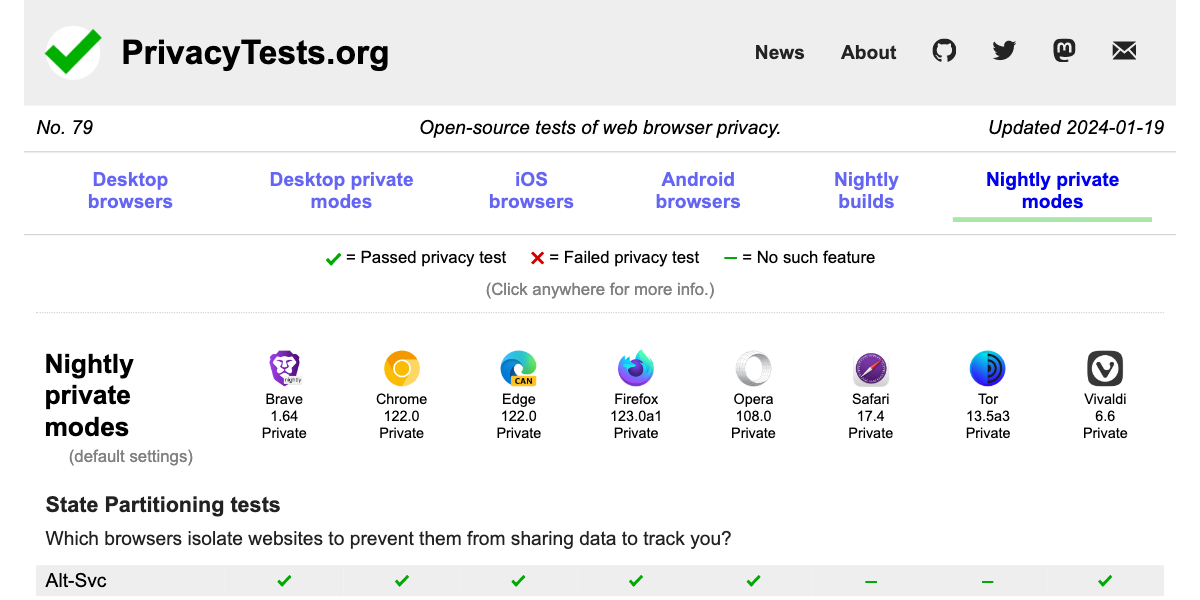 PrivacyTests.org
News About
No. 79 Open-source tests of web browser privacy. Updated 2024-01-19
Desktop browsers Desktop private modes iOS browsers Android browsers Nightly builds Nightly private modes
= Passed privacy test = Failed privacy test = No such feature
(Click anywhere for more info.)
Nightly private modes
(default settings)
nightly
Brave 1.64 Private
Chrome 122.0 Private
CAN
Edge 122.0 Private
Firefox 123.0a1 Private
Opera 108.0 Private
Safari 17.4 Private
Tor 13.5a3 Private
Vivaldi 6.6 Private
State Partitioning tests
Which browsers isolate websites to prevent them from sharing data to track you?
Alt-Svc